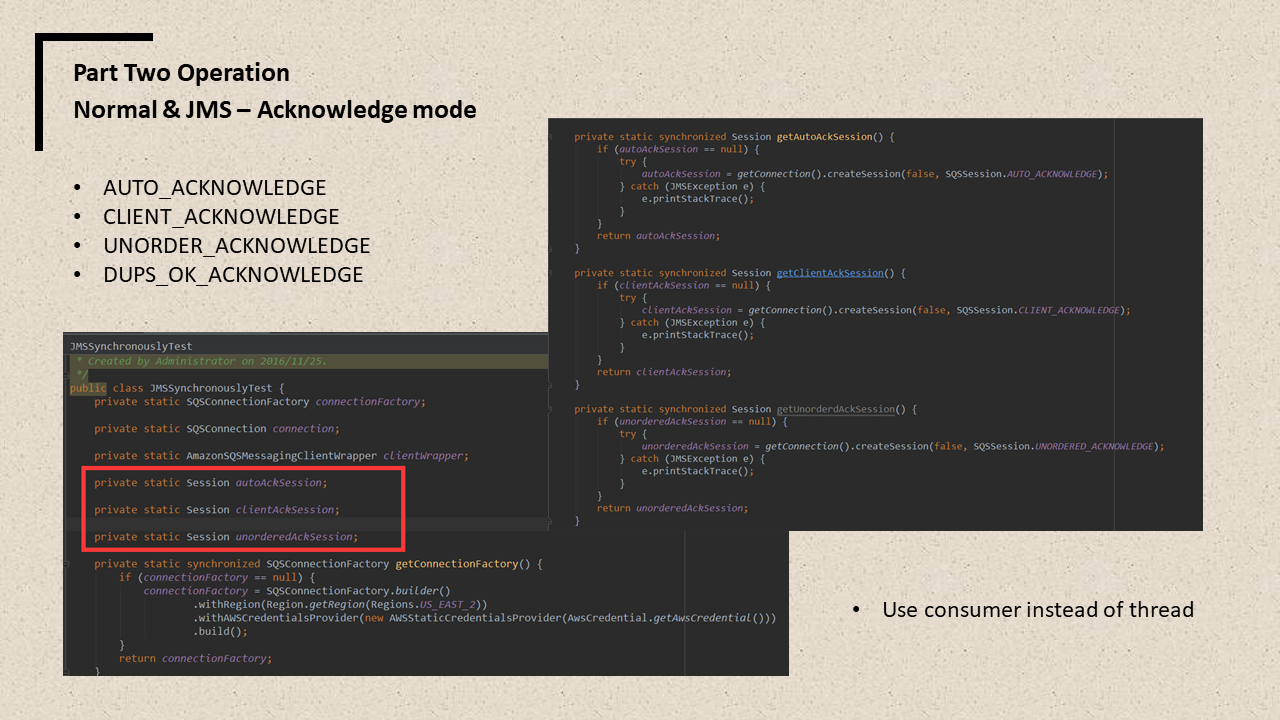 Part Two Operation
Normal & JMS – Acknowledge mode
• AUTO_ACKNOWLEDGE
• CLIENT_ACKNOWLEDGE
• UNORDER_ACKNOWLEDGE
• DUPS_OK_ACKNOWLEDGE
JMSSynchronouslyTest
* Created by Administrator on 2016/11/25.
*/
public class JMSSynchronouslyTest {
private static SQSConnectionFactory connectionFactory;
private static SQSConnection connection;
private static AmazonSQSMessagingClientWrapper clientWrapper;
private static Session autoAckSession;
private static Session clientAckSession;
private static Session unorderedAckSession;
private static synchronized SQSConnectionFactory getConnectionFactory() {
if (connectionFactory == null) {
connectionFactory = SQSConnectionFactory.builder()
.withRegion(Region.getRegion(Regions.US_EAST_2))
.withAWSCredentialsProvider(new AWSStaticCredentialsProvider(AwsCredential.getAwsCredential()))
.build();
}
return connectionFactory;
}
private static synchronized Session getAutoAckSession() {
if (autoAckSession == null) {
try {
autoAckSession = getConnection().createSession(false, SQSSession.AUTO_ACKNOWLEDGE);
} catch (JMSException e) {
e.printStackTrace();
}
}
return autoAckSession;
}
private static synchronized Session getClientAckSession() {
if (clientAckSession == null) {
try {
clientAckSession = getConnection().createSession(false, SQSSession.CLIENT_ACKNOWLEDGE);
} catch (JMSException e) {
e.printStackTrace();
}
}
return clientAckSession;
}
private static synchronized Session getUnorderdAckSession() {
if (unorderedAckSession == null) {
try {
unorderedAckSession = getConnection().createSession(false, SQSSession.UNORDERED_ACKNOWLEDGE);
} catch (JMSException e) {
e.printStackTrace();
}
}
return unorderedAckSession;
}
• Use consumer instead of thread